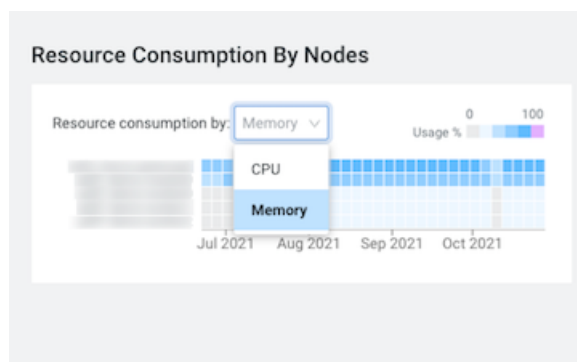 Resource Consumption By Nodes
Resource consumption by: Memory
0 100
Usage %
CPU
Memory
Jul 2021 Aug 2021 Sep 2021 Oct 2021